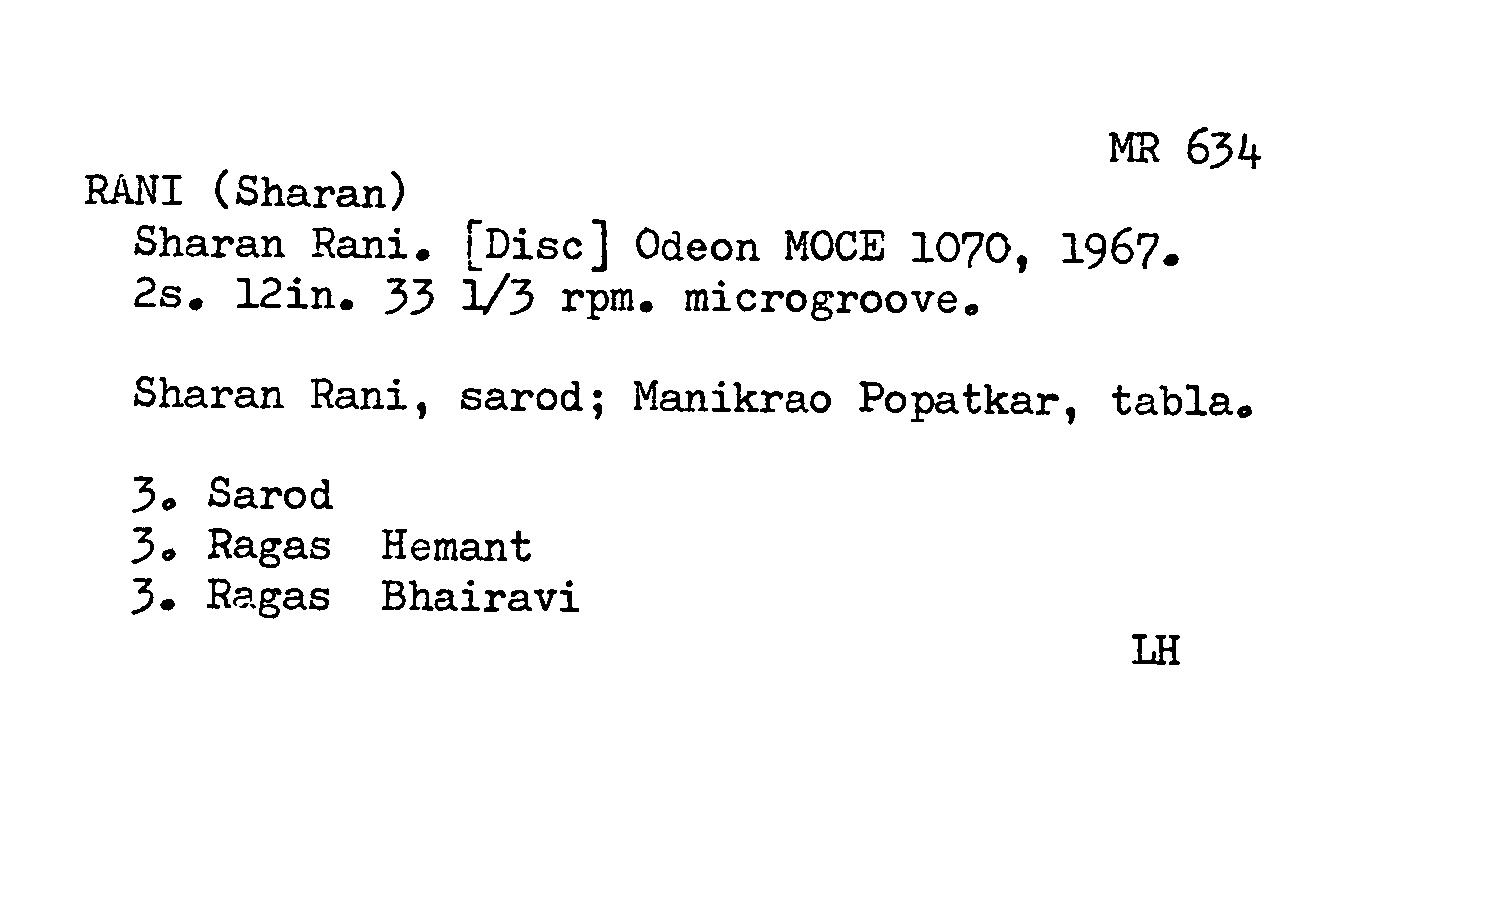 MR 634
RANI (Sharan)
Sharan Rani. [Disc] Odeon MOCE 1070, 1967.
2s. 12in. 33 1/3 rpm. microgroove.
Sharan Rani, sarod; Manikrao Popatkar, tabla.
3. Sarod
3. Ragas Hemant
3. Ragas Bhairavi
LH